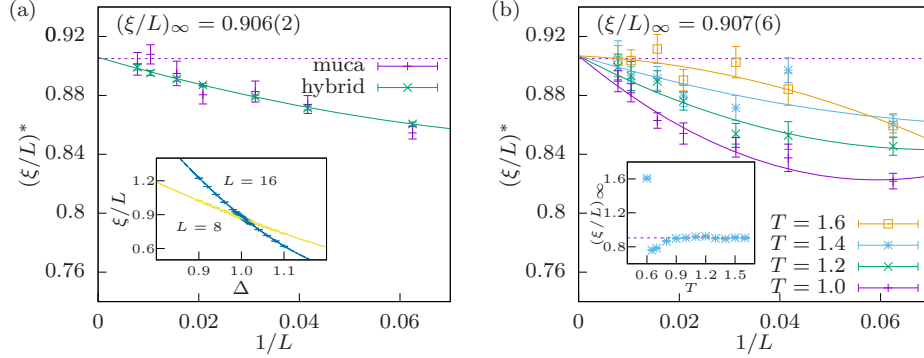 (a)
(ξ/L)∞ = 0.906(2)
0.92
0.88
0.84
0.8
0.76
(ξ/L)*
muca
hybrid
1.2
0.9
0.6
ξ/L
L = 16
L = 8
0.9 1.0 1.1
Δ
0 0.02 0.04 0.06
1/L
(b)
(ξ/L)∞ = 0.907(6)
0.92
0.88
0.84
0.8
0.76
(ξ/L)*
1.6
1.2
0.8
(ξ/L)∞
0.6 0.9 1.2 1.5
T
T = 1.6
T = 1.4
T = 1.2
T = 1.0
0 0.02 0.04 0.06
1/L